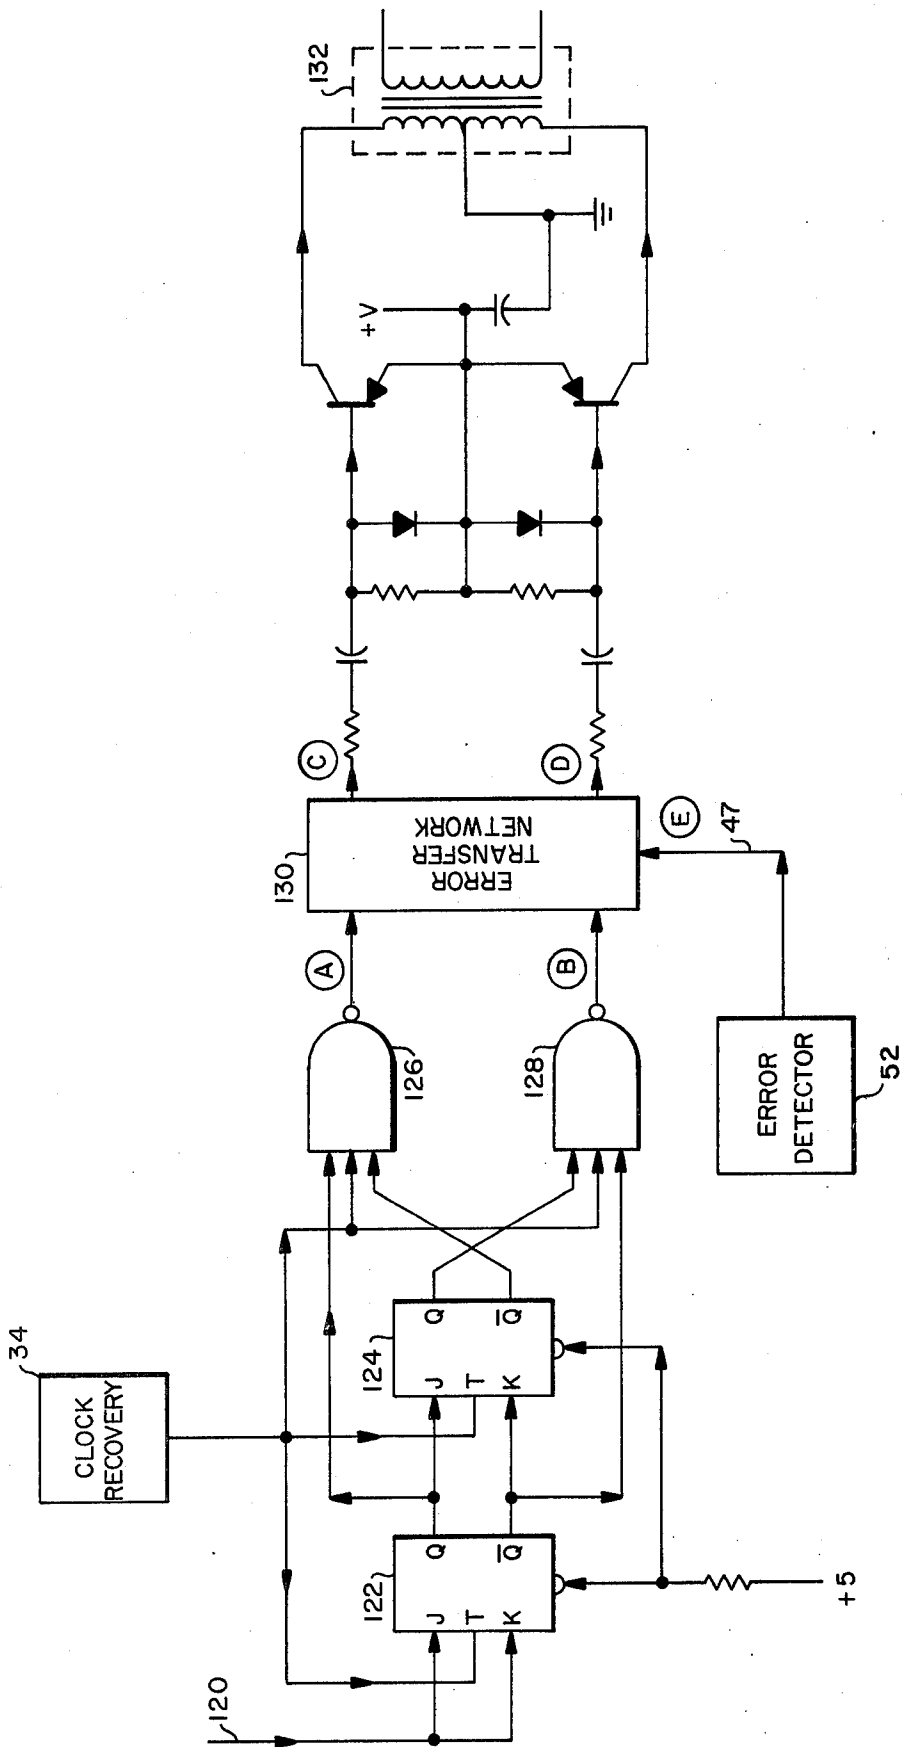 120
CLOCK
RECOVERY
34
122
J
T
K
Q
Q̅
+5
124
J
T
K
Q
Q̅
126
128
A
B
130
ERROR
TRANSFER
NETWORK
C
D
E
47
ERROR
DETECTOR
52
+V
132